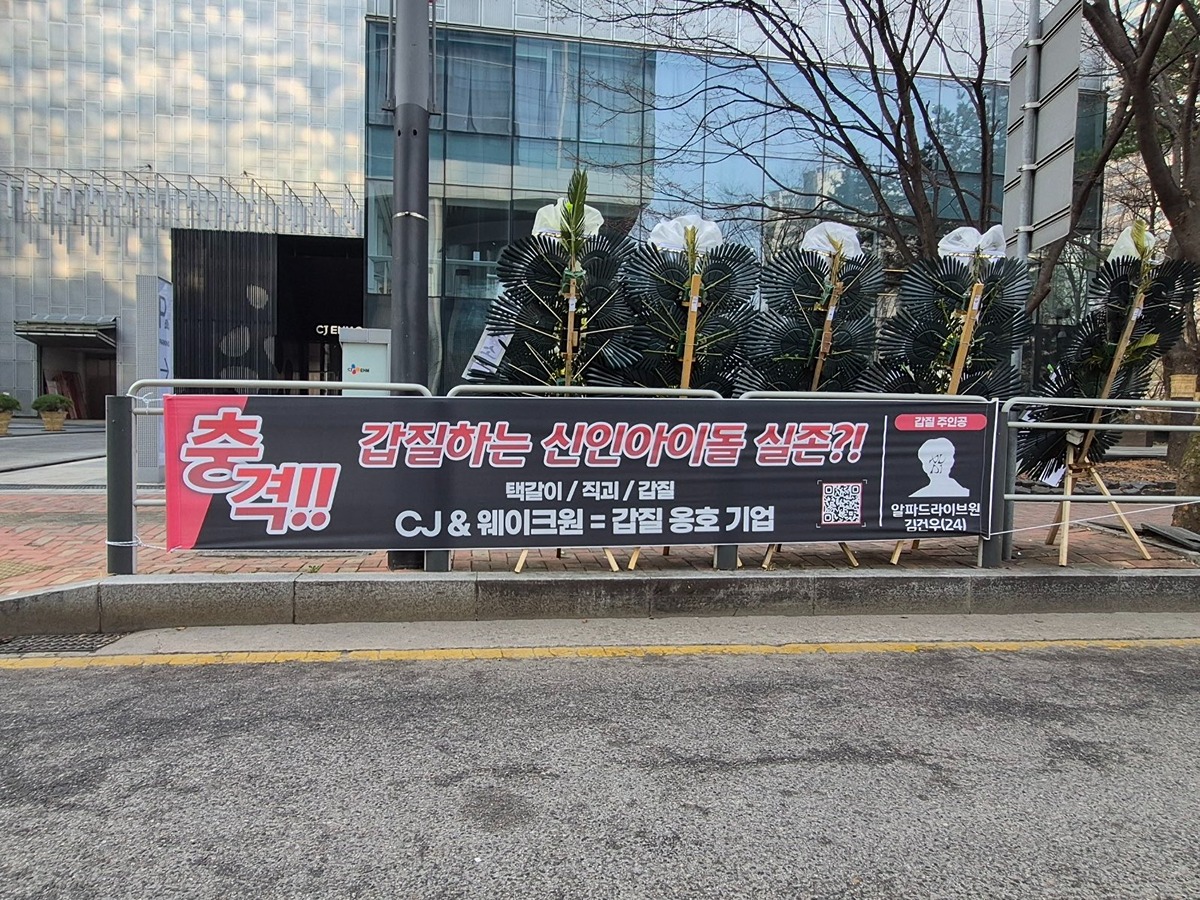 충격!!
갑질하는 신인아이돌 실존?!
택갈이 / 직괴 / 갑질
CJ & 웨이크원 = 갑질 옹호 기업
갑질 주인공
알파드라이브원
김건우(24)
CJ ENM
CJ ENM
P